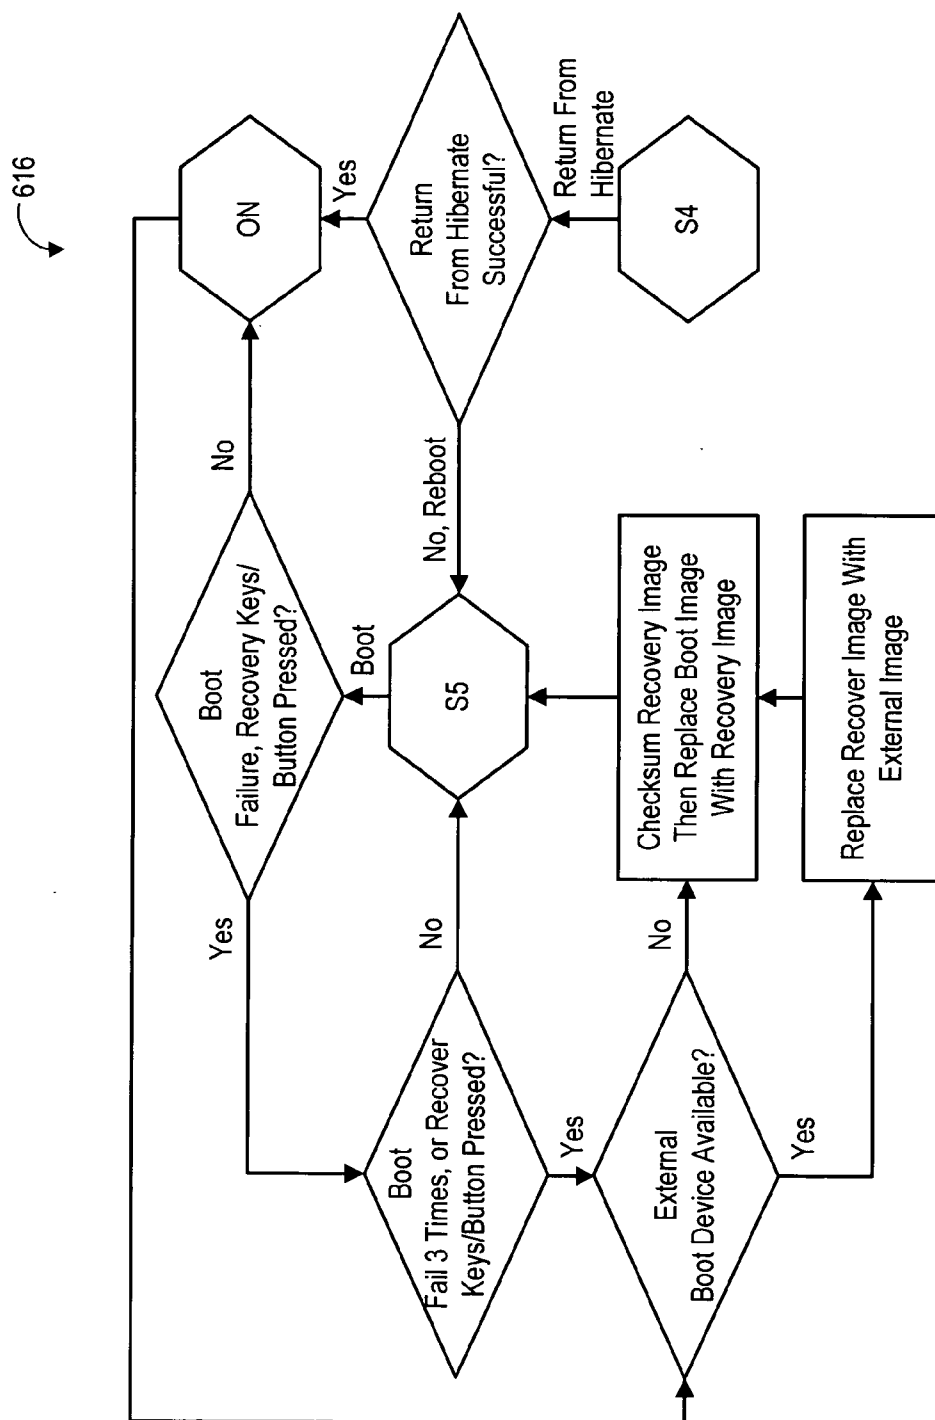 616
ON
Yes
Return
From Hibernate
Successful?
Return From
Hibernate
S4
No
No, Reboot
Boot
Failure, Recovery Keys/
Button Pressed?
Boot
S5
Checksum Recovery Image
Then Replace Boot Image
With Recovery Image
Replace Recover Image With
External Image
Yes
No
No
Boot
Fail 3 Times, or Recover
Keys/Button Pressed?
Yes
External
Boot Device Available?
Yes